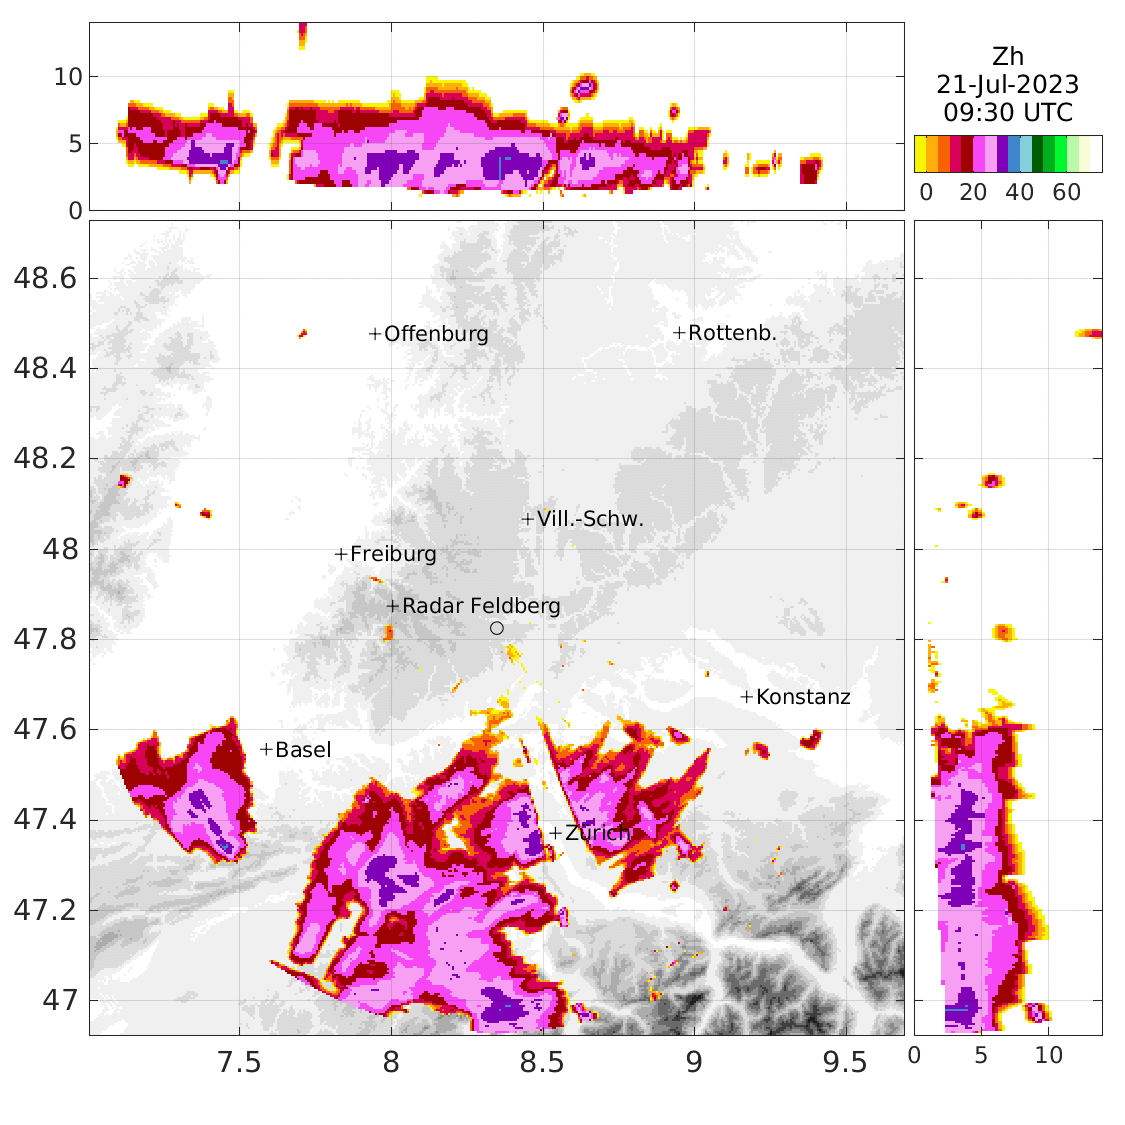 10
5
0
Zh
21-Jul-2023
09:30 UTC
0 20 40 60
48.6
48.4
48.2
48
47.8
47.6
47.4
47.2
47
+Offenburg
+Rottenb.
+Vill.-Schw.
+Freiburg
+Radar Feldberg
+Konstanz
+Basel
+Zürich
7.5 8 8.5 9 9.5
0 5 10